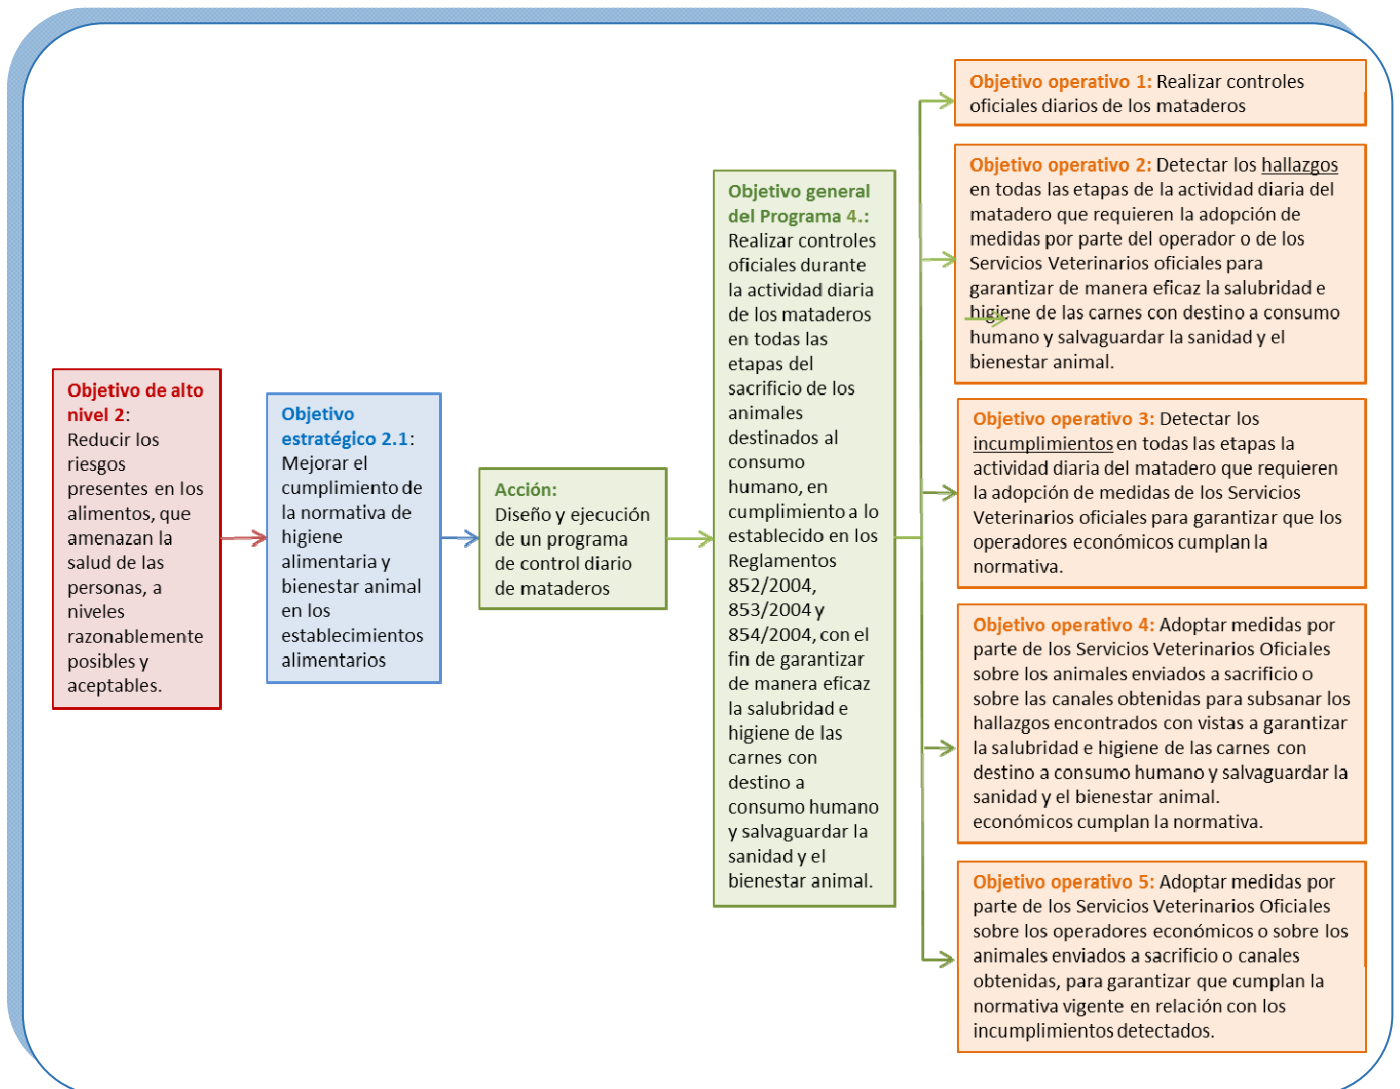 Objetivo de alto
nivel 2:
Reducir los
riesgos
presentes en los
alimentos, que
amenazan la
salud de las
personas, a
niveles
razonablemente
posibles y
aceptables.
Objetivo
estratégico 2.1:
Mejorar el
cumplimiento de
la normativa de
higiene
alimentaria y
bienestar animal
en los
establecimientos
alimentarios
Acción:
Diseño y ejecución
de un programa
de control diario
de mataderos
Objetivo general
del Programa 4.:
Realizar controles
oficiales durante
la actividad diaria
de los mataderos
en todas las
etapas del
sacrificio de los
animales
destinados al
consumo
humano, en
cumplimiento a lo
establecido en los
Reglamentos
852/2004,
853/2004 y
854/2004, con el
fin de garantizar
de manera eficaz
la salubridad e
higiene de las
carnes con
destino a
consumo humano
y salvaguardar la
sanidad y el
bienestar animal.
Objetivo operativo 1: Realizar controles
oficiales diarios de los mataderos
Objetivo operativo 2: Detectar los hallazgos
en todas las etapas de la actividad diaria del
matadero que requieren la adopción de
medidas por parte del operador o de los
Servicios Veterinarios oficiales para
garantizar de manera eficaz la salubridad e
higiene de las carnes con destino a consumo
humano y salvaguardar la sanidad y el
bienestar animal.
Objetivo operativo 3: Detectar los
incumplimientos en todas las etapas la
actividad diaria del matadero que requieren
la adopción de medidas de los Servicios
Veterinarios oficiales para garantizar que los
operadores económicos cumplan la
normativa.
Objetivo operativo 4: Adoptar medidas por
parte de los Servicios Veterinarios Oficiales
sobre los animales enviados a sacrificio o
sobre las canales obtenidas para subsanar los
hallazgos encontrados con vistas a garantizar
la salubridad e higiene de las carnes con
destino a consumo humano y salvaguardar la
sanidad y el bienestar animal.
económicos cumplan la normativa.
Objetivo operativo 5: Adoptar medidas por
parte de los Servicios Veterinarios Oficiales
sobre los operadores económicos o sobre los
animales enviados a sacrificio o canales
obtenidas, para garantizar que cumplan la
normativa vigente en relación con los
incumplimientos detectados.